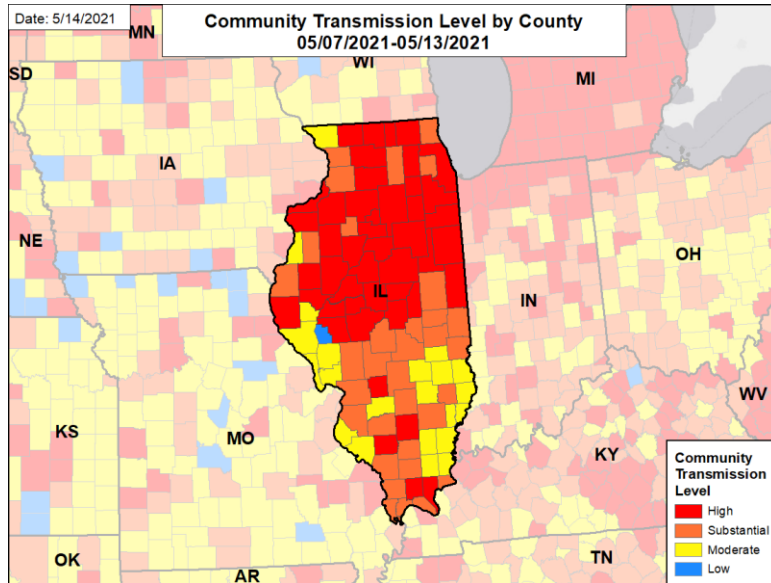 Date: 5/14/2021
Community Transmission Level by County
05/07/2021-05/13/2021
MN
WI
SD
MI
IA
NE
OH
IL
IN
WV
KS
MO
KY
OK
AR
TN
Community
Transmission
Level
High
Substantial
Moderate
Low